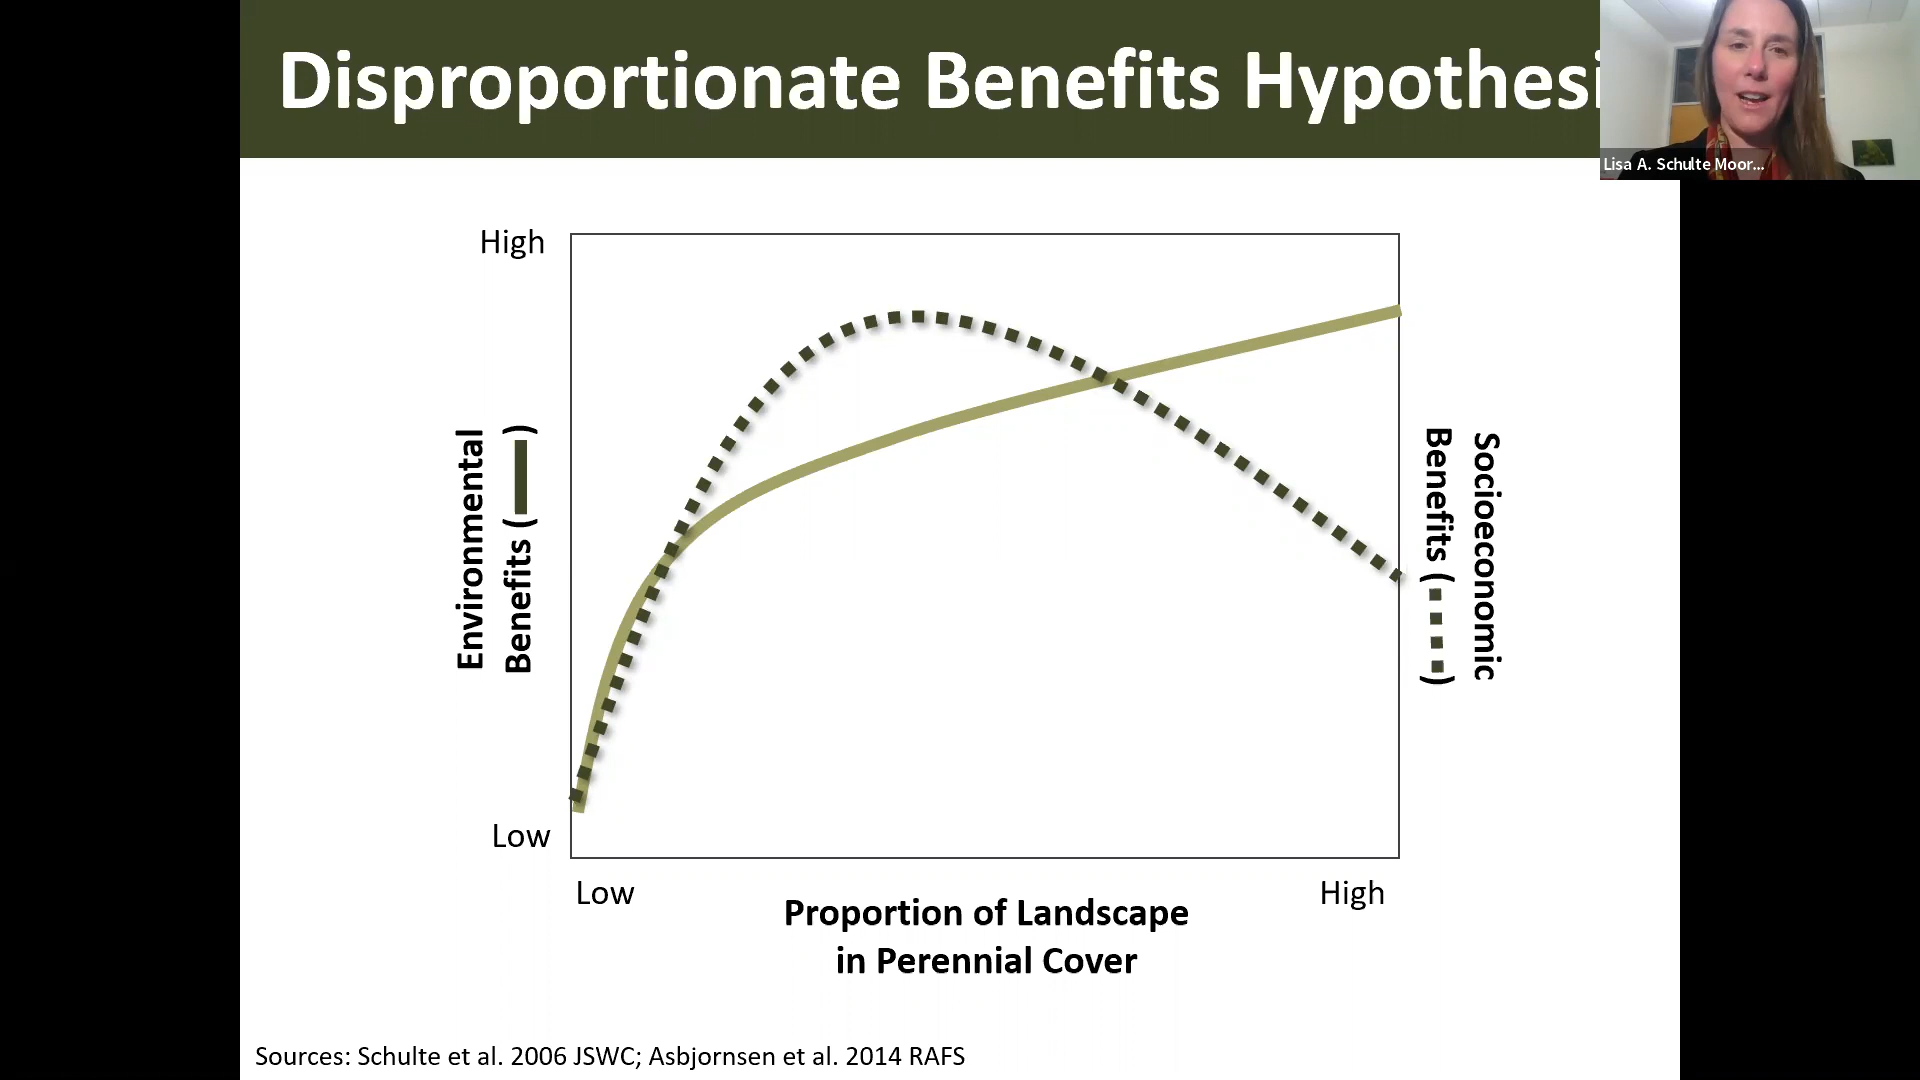 Disproportionate Benefits Hypothesi
Lisa A. Schulte Moor...
High
Environmental
Benefits ( )
Socioeconomic
Benefits ( )
Low
Low
High
Proportion of Landscape
in Perennial Cover
Sources: Schulte et al. 2006 JSWC; Asbjornsen et al. 2014 RAFS